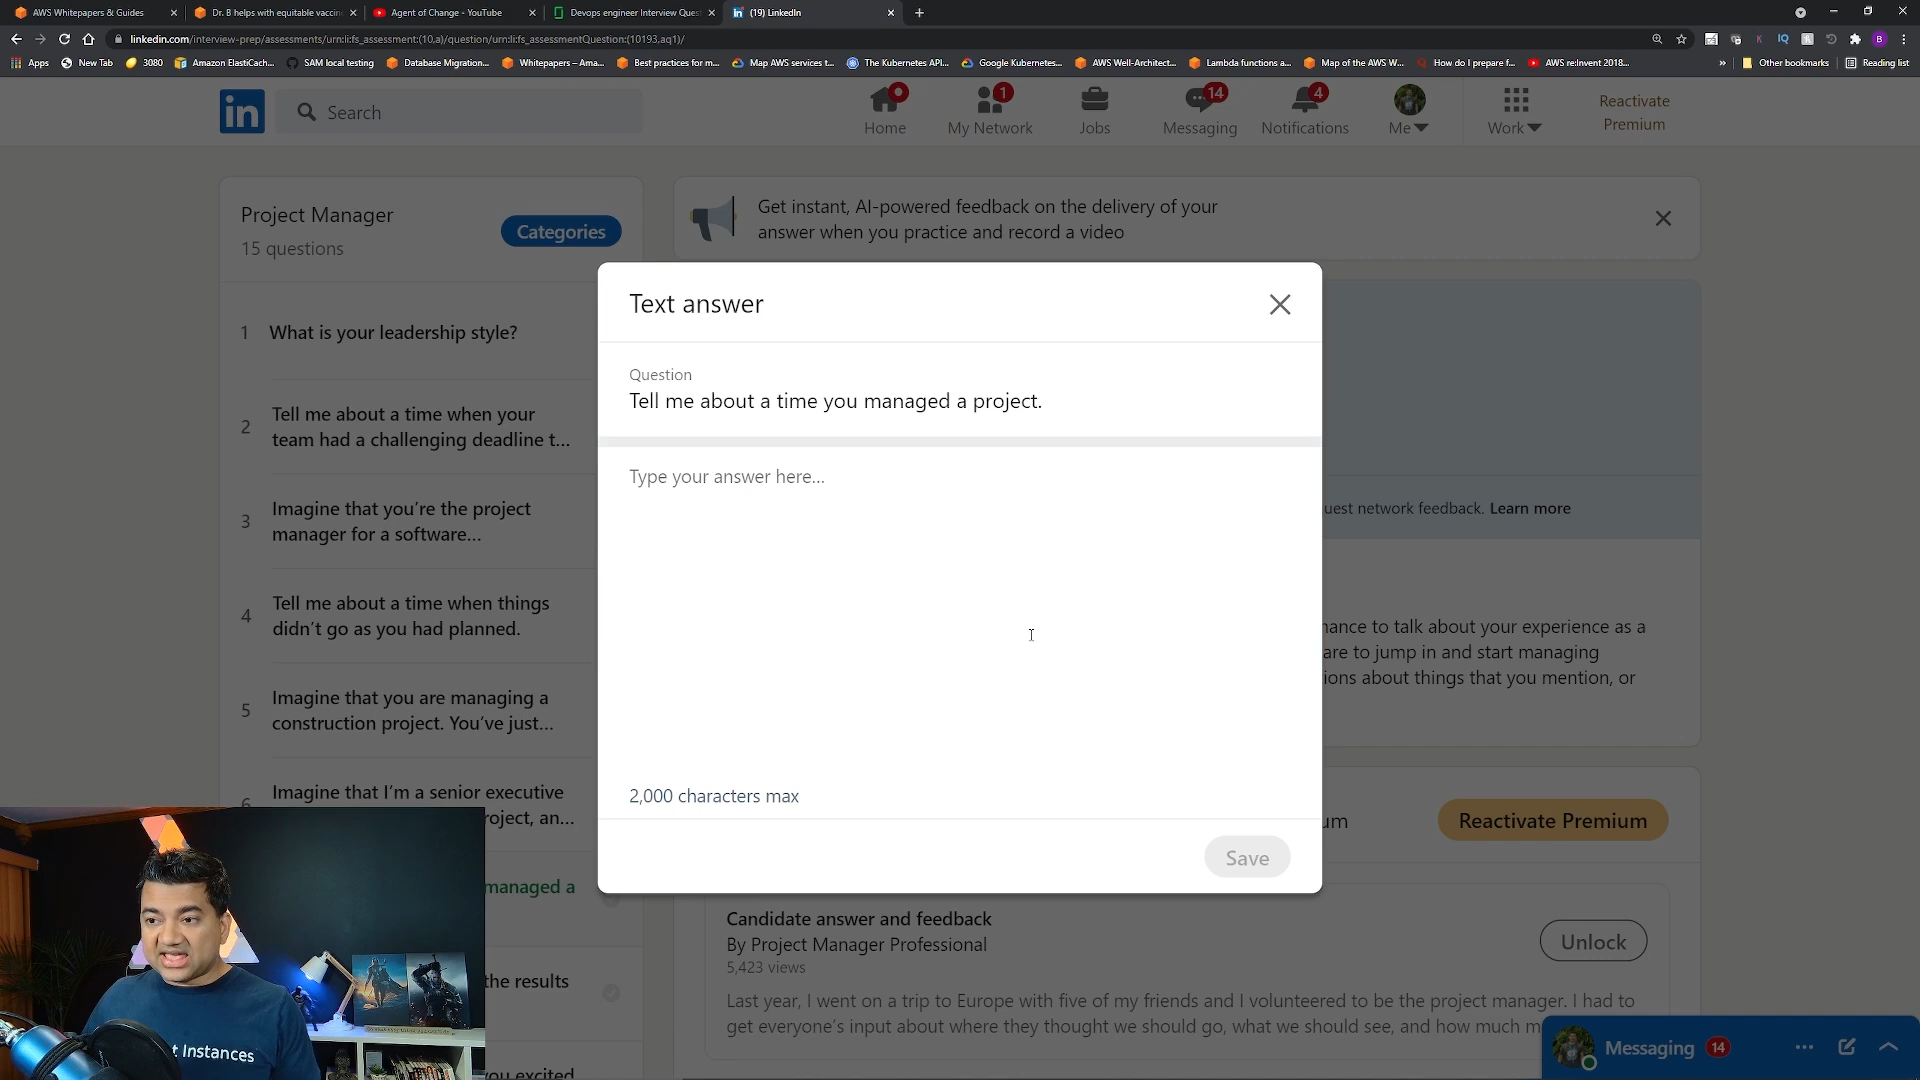 AWS Whitepapers & Guides
Dr. B helps with equitable vaccin
Agent of Change - YouTube
Devops engineer Interview Ques
(19) LinkedIn
linkedin.com/interview-prep/assessments/urn:li:fs_assessment:(10,a)/question/urn:li:fs_assessmentQuestion:(10193,aq1)/
Apps
New Tab
3080
Amazon ElastiCach...
SAM local testing
Database Migration...
Whitepapers – Ama...
Best practices for m...
Map AWS services t...
The Kubernetes API...
Google Kubernetes...
AWS Well-Architect...
Lambda functions a...
Map of the AWS W...
How do I prepare f...
AWS re:Invent 2018...
»
Other bookmarks
Reading list
in
Search
Home
1
My Network
Jobs
14
Messaging
4
Notifications
Me
Work
Reactivate
Premium
Project Manager
15 questions
Categories
Get instant, AI-powered feedback on the delivery of your
answer when you practice and record a video
1 What is your leadership style?
2 Tell me about a time when your
team had a challenging deadline t...
3 Imagine that you're the project
manager for a software...
4 Tell me about a time when things
didn't go as you had planned.
5 Imagine that you are managing a
construction project. You've just...
6 Imagine that I'm a senior executive
roject, an...
managed a
the results
you excited
Text answer
Question
Tell me about a time you managed a project.
Type your answer here...
2,000 characters max
Save
uest network feedback. Learn more
hance to talk about your experience as a
are to jump in and start managing
ions about things that you mention, or
um
Reactivate Premium
Candidate answer and feedback
By Project Manager Professional
5,423 views
Unlock
Last year, I went on a trip to Europe with five of my friends and I volunteered to be the project manager. I had to
get everyone's input about where they thought we should go, what we should see, and how much m
Messaging 14
t Instances